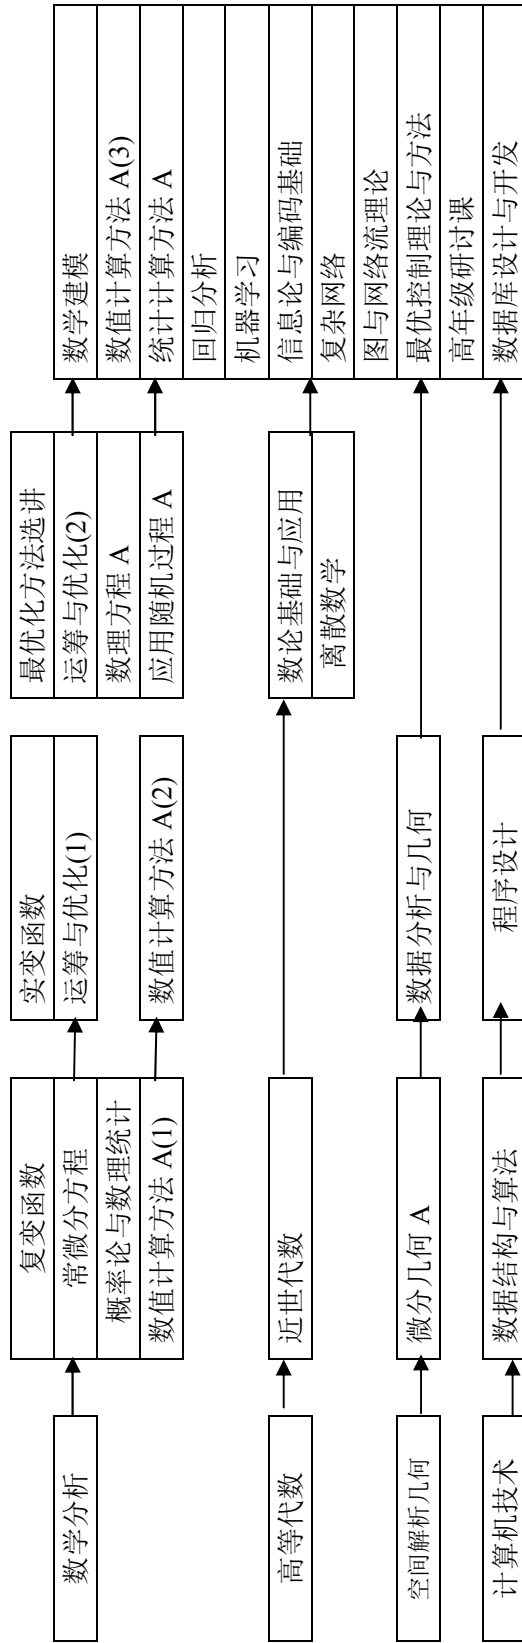 数学分析
高等代数
空间解析几何
计算机技术
复变函数
常微分方程
概率论与数理统计
数值计算方法 A(1)
近世代数
微分几何 A
数据结构与算法
实变函数
运筹与优化(1)
数值计算方法 A(2)
数据分析与几何
程序设计
最优化方法选讲
运筹与优化(2)
数理方程 A
应用随机过程 A
数论基础与应用
离散数学
数学建模
数值计算方法 A(3)
统计计算方法 A
回归分析
机器学习
信息论与编码基础
复杂网络
图与网络流理论
最优控制理论与方法
高年级研讨课
数据库设计与开发